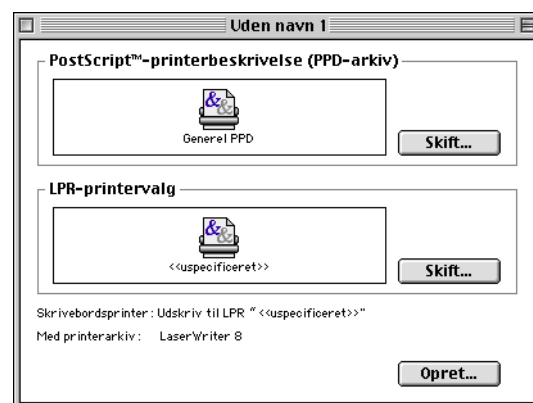 Uden navn 1
PostScript™-printerbeskrivelse (PPD-arkiv)
Generel PPD
Skift...
LPR-printervalg
<<uspecificeret>>
Skift...
Skrivebordsprinter: Udskriv til LPR "<<uspecificeret>>"
Med printerarkiv: LaserWriter 8
Opret...